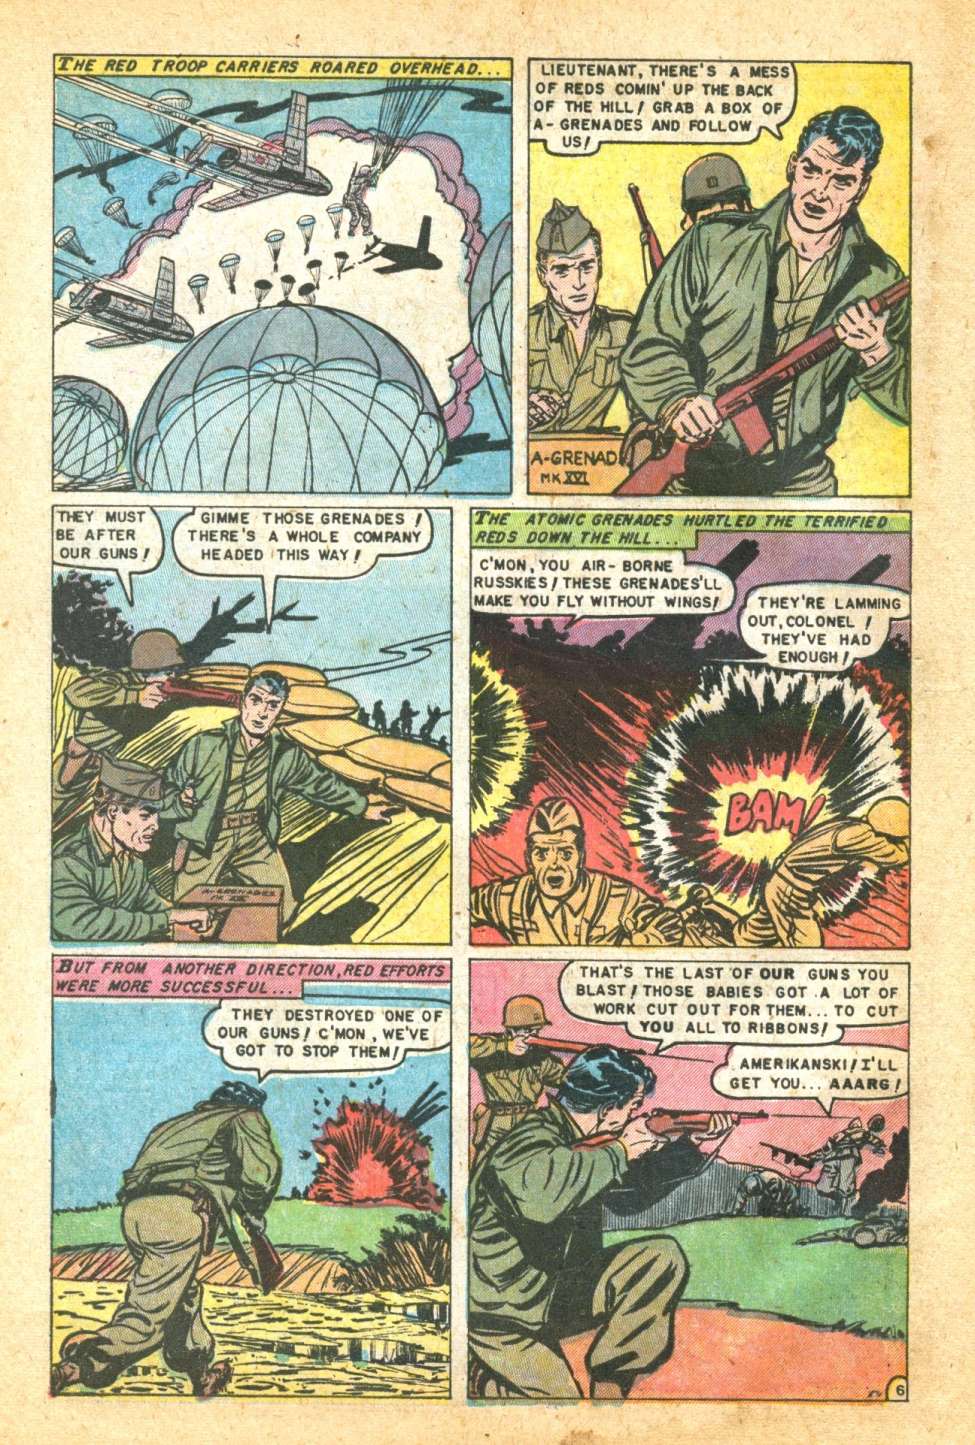 THE RED TROOP CARRIERS ROARED OVERHEAD...
LIEUTENANT, THERE'S A MESS
OF REDS COMIN' UP THE BACK
OF THE HILL! GRAB A BOX OF
A-GRENADES AND FOLLOW
US!
A-GRENAD
MK XVI
THEY MUST
BE AFTER
OUR GUNS!
GIMME THOSE GRENADES!
THERE'S A WHOLE COMPANY
HEADED THIS WAY!
A-GRENADES
MK XVI
THE ATOMIC GRENADES HURTLED THE TERRIFIED
REDS DOWN THE HILL...
C'MON, YOU AIR-BORNE
RUSSKIES! THESE GRENADES'LL
MAKE YOU FLY WITHOUT WINGS!
THEY'RE LAMMING
OUT, COLONEL!
THEY'VE HAD
ENOUGH!
BAM!
BUT FROM ANOTHER DIRECTION, RED EFFORTS
WERE MORE SUCCESSFUL...
THEY DESTROYED ONE OF
OUR GUNS! C'MON, WE'VE
GOT TO STOP THEM!
THAT'S THE LAST OF OUR GUNS YOU
BLAST! THOSE BABIES GOT A LOT OF
WORK CUT OUT FOR THEM... TO CUT
YOU ALL TO RIBBONS!
AMERIKANSKI! I'LL
GET YOU... AAARG!
6